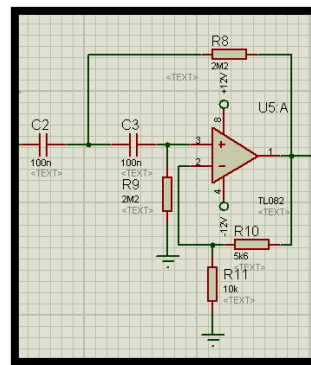 R8
2M2
<TEXT>
+12V
U5:A
C2
100n
<TEXT>
C3
100n
<TEXT>
8
3
2
1
4
R9
2M2
<TEXT>
-12V
TL082
<TEXT>
R10
5k6
<TEXT>
R11
10k
<TEXT>